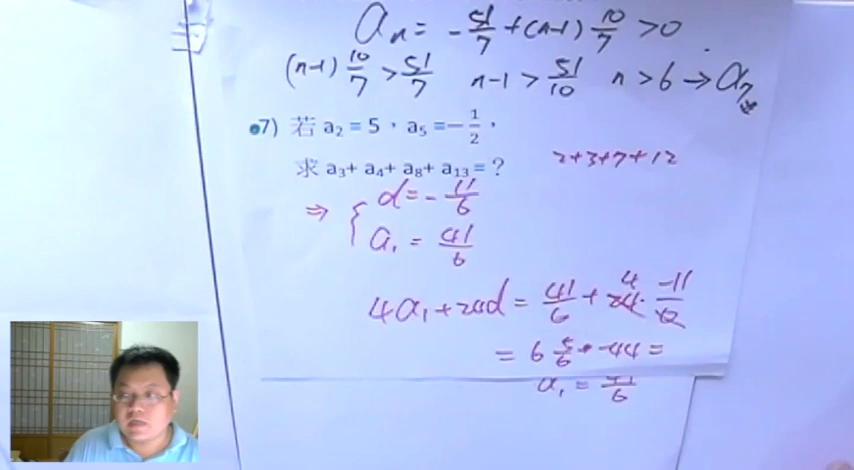 aₙ = - 51/7 + (n-1) 10/7 > 0
(n-1) 10/7 > 51/7 n-1 > 51/10 n > 6 → a₇
7) 若 a₂ = 5，a₅ = -1/2，
求 a₃+ a₄+ a₈+ a₁₃ = ？ 2+3+7+12
⇒ { d = - 11/6
a₁ = 41/6
4a₁ + 24d = 41/6 + 24 · -11/6
4
= 6 5/6 + -44 =
a₁ = 41/6